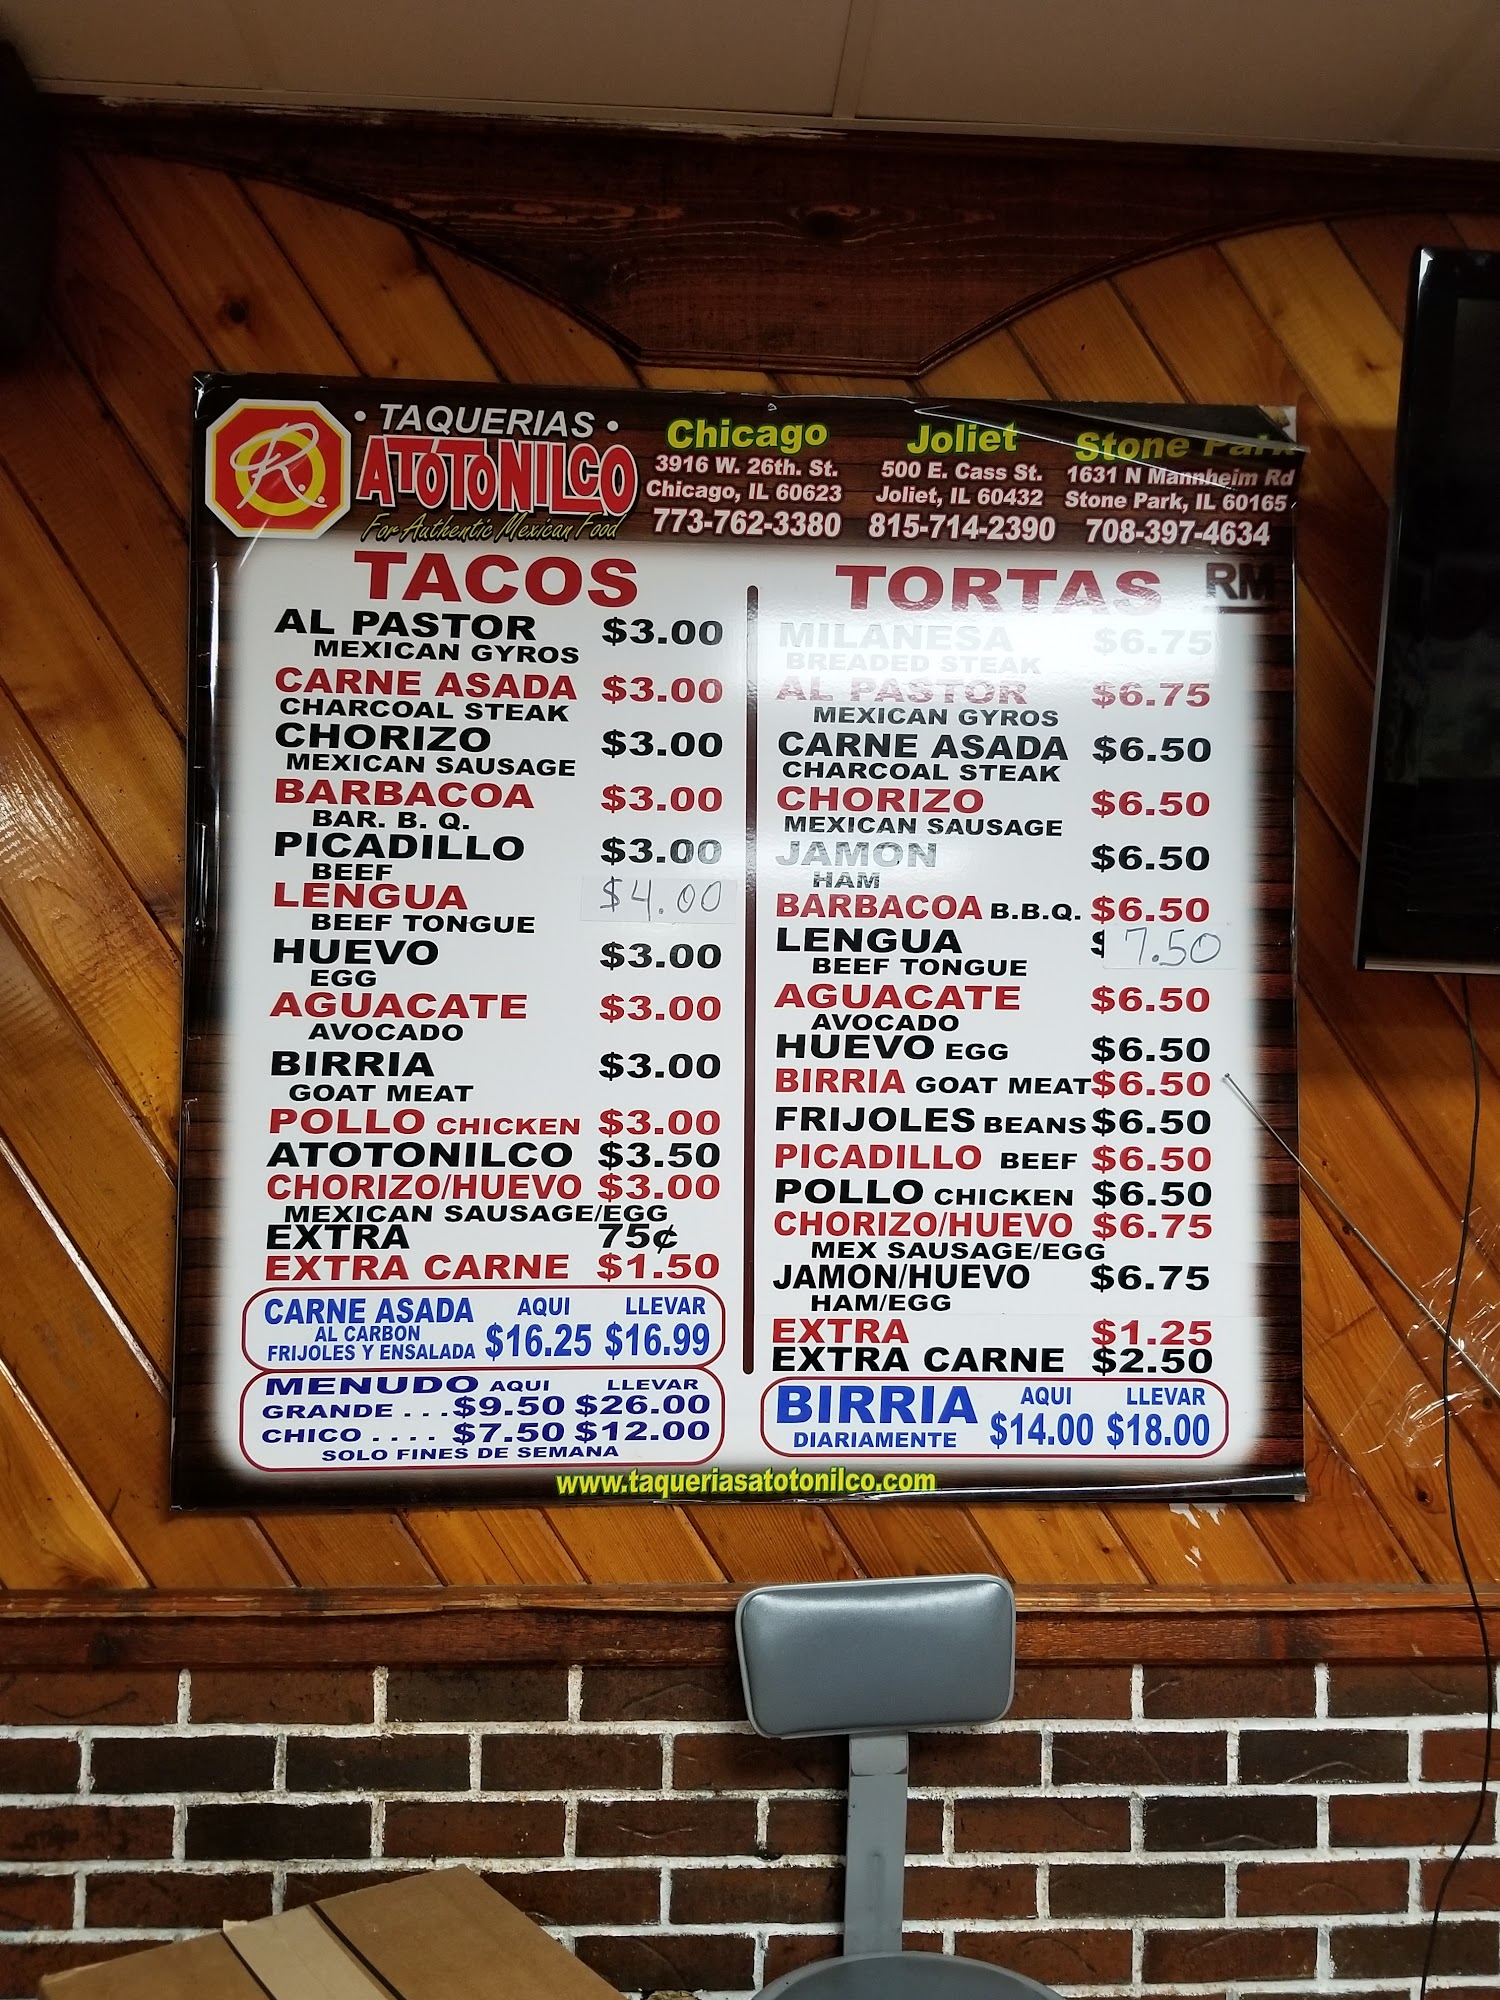 • TAQUERIAS •
ATOTONILCO
For Authentic Mexican Food
R.
Chicago
3916 W. 26th. St.
Chicago, IL 60623
773-762-3380
Joliet
500 E. Cass St.
Joliet, IL 60432
815-714-2390
Stone Park
1631 N Mannheim Rd
Stone Park, IL 60165
708-397-4634
TACOS
AL PASTOR $3.00
MEXICAN GYROS
CARNE ASADA $3.00
CHARCOAL STEAK
CHORIZO $3.00
MEXICAN SAUSAGE
BARBACOA $3.00
BAR. B. Q.
PICADILLO $3.00
BEEF
LENGUA $4.00
BEEF TONGUE
HUEVO $3.00
EGG
AGUACATE $3.00
AVOCADO
BIRRIA $3.00
GOAT MEAT
POLLO CHICKEN $3.00
ATOTONILCO $3.50
CHORIZO/HUEVO $3.00
MEXICAN SAUSAGE/EGG
EXTRA 75¢
EXTRA CARNE $1.50
CARNE ASADA AQUI LLEVAR
AL CARBON $16.25 $16.99
FRIJOLES Y ENSALADA
MENUDO AQUI LLEVAR
GRANDE ... $9.50 $26.00
CHICO .... $7.50 $12.00
SOLO FINES DE SEMANA
TORTAS RM
MILANESA $6.75
BREADED STEAK
AL PASTOR $6.75
MEXICAN GYROS
CARNE ASADA $6.50
CHARCOAL STEAK
CHORIZO $6.50
MEXICAN SAUSAGE
JAMON $6.50
HAM
BARBACOA B.B.Q. $6.50
LENGUA $7.50
BEEF TONGUE
AGUACATE $6.50
AVOCADO
HUEVO EGG $6.50
BIRRIA GOAT MEAT $6.50
FRIJOLES BEANS $6.50
PICADILLO BEEF $6.50
POLLO CHICKEN $6.50
CHORIZO/HUEVO $6.75
MEX SAUSAGE/EGG
JAMON/HUEVO $6.75
HAM/EGG
EXTRA $1.25
EXTRA CARNE $2.50
BIRRIA AQUI LLEVAR
DIARIAMENTE $14.00 $18.00
www.taqueriasatotonilco.com